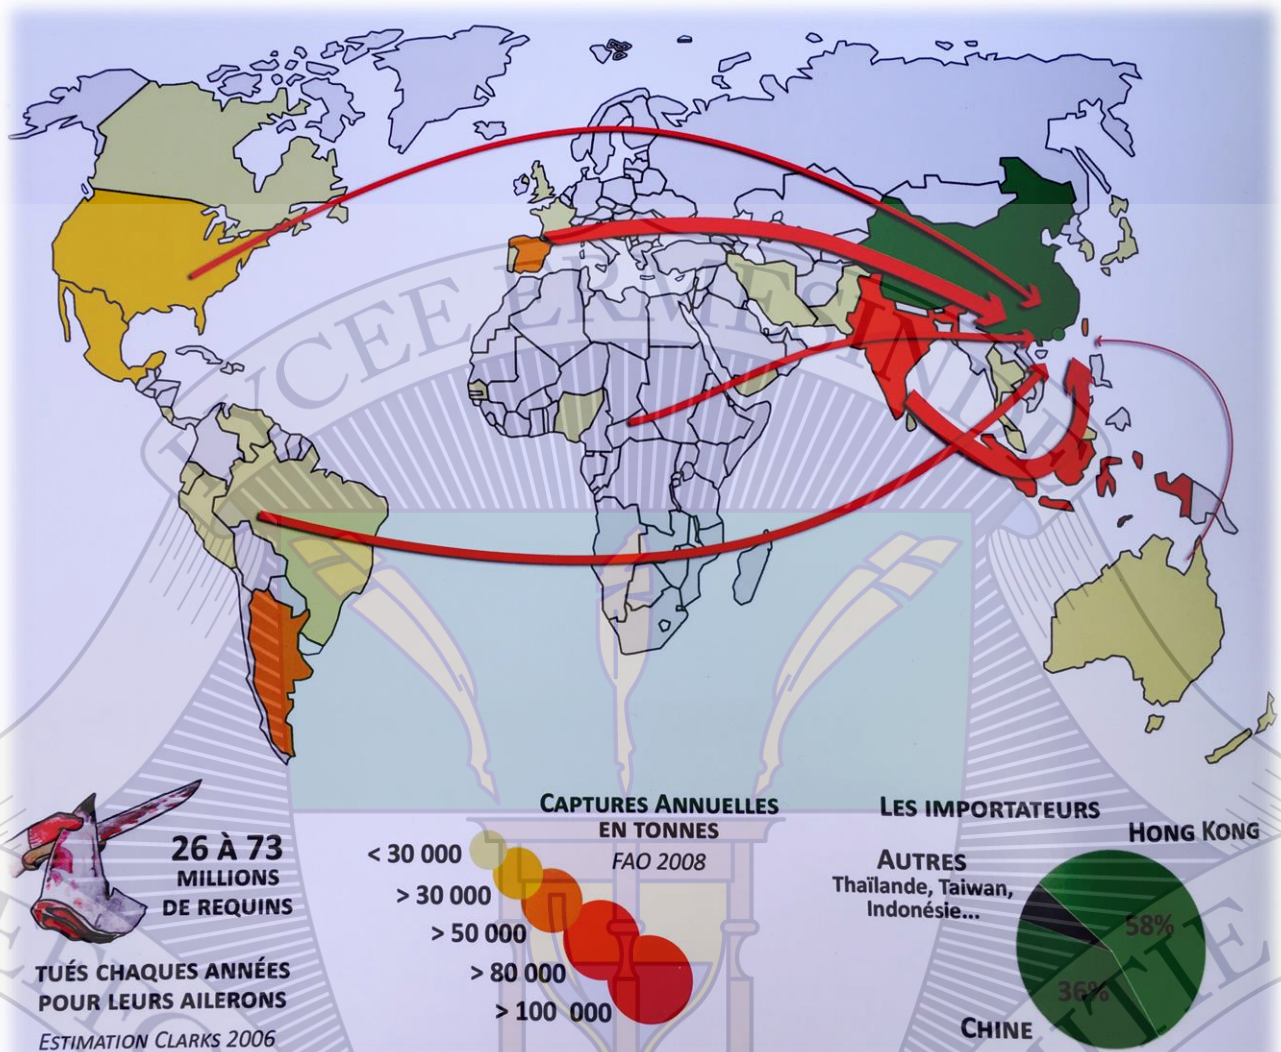 LYCEE ERMESINDE
26 À 73
MILLIONS
DE REQUINS
TUÉS CHAQUES ANNÉES
POUR LEURS AILERONS
ESTIMATION CLARKS 2006
CAPTURES ANNUELLES
EN TONNES
FAO 2008
< 30 000
> 30 000
> 50 000
> 80 000
> 100 000
LES IMPORTATEURS
HONG KONG
AUTRES
Thaïlande, Taiwan,
Indonésie...
58%
36%
CHINE